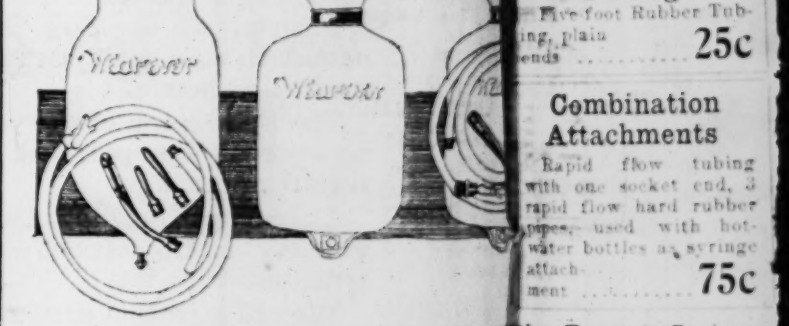 Wearever
Wearever
Five-foot Rubber Tub-
ing, plain
ends .......... 25c
Combination
Attachments
Rapid flow tubing
with one socket end, 3
rapid flow hard rubber
pipes, used with hot-
water bottles as syringe
attach-
ment .......... 75c